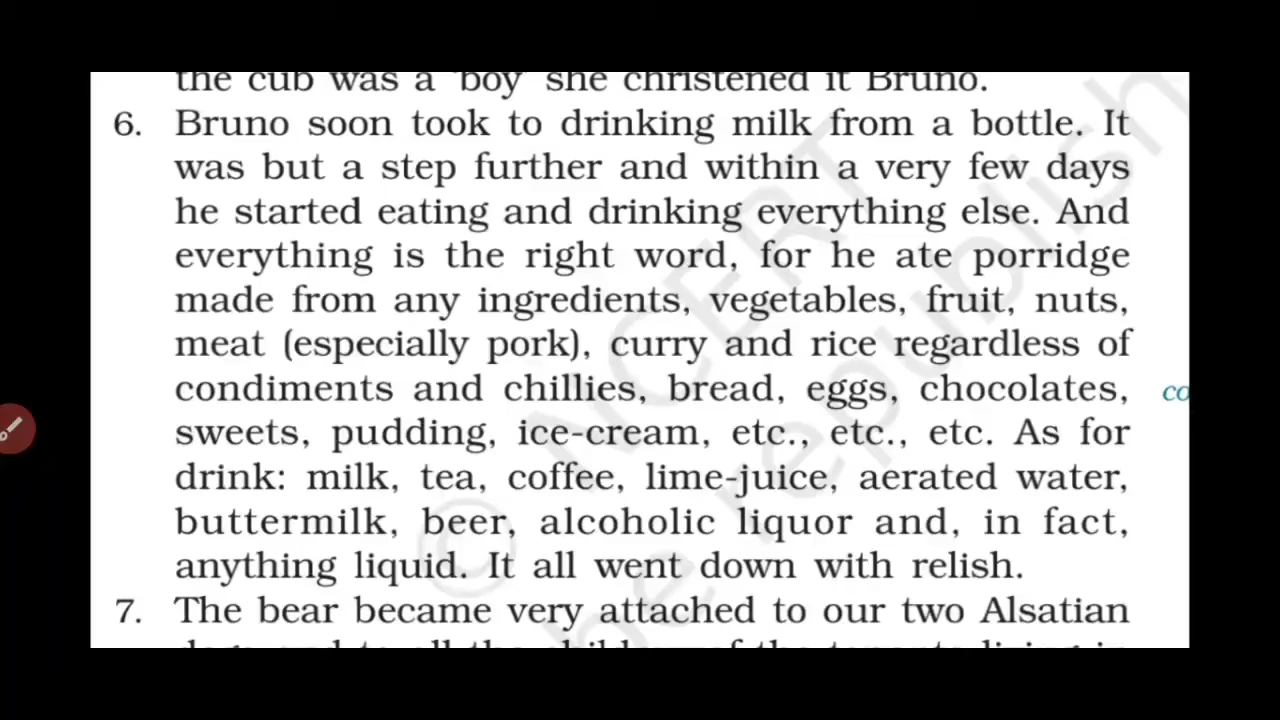 the cub was a 'boy' she christened it Bruno.
6. Bruno soon took to drinking milk from a bottle. It
was but a step further and within a very few days
he started eating and drinking everything else. And
everything is the right word, for he ate porridge
made from any ingredients, vegetables, fruit, nuts,
meat (especially pork), curry and rice regardless of
condiments and chillies, bread, eggs, chocolates,
co
sweets, pudding, ice-cream, etc., etc., etc. As for
drink: milk, tea, coffee, lime-juice, aerated water,
buttermilk, beer, alcoholic liquor and, in fact,
anything liquid. It all went down with relish.
7. The bear became very attached to our two Alsatian
© NCERT
be republish